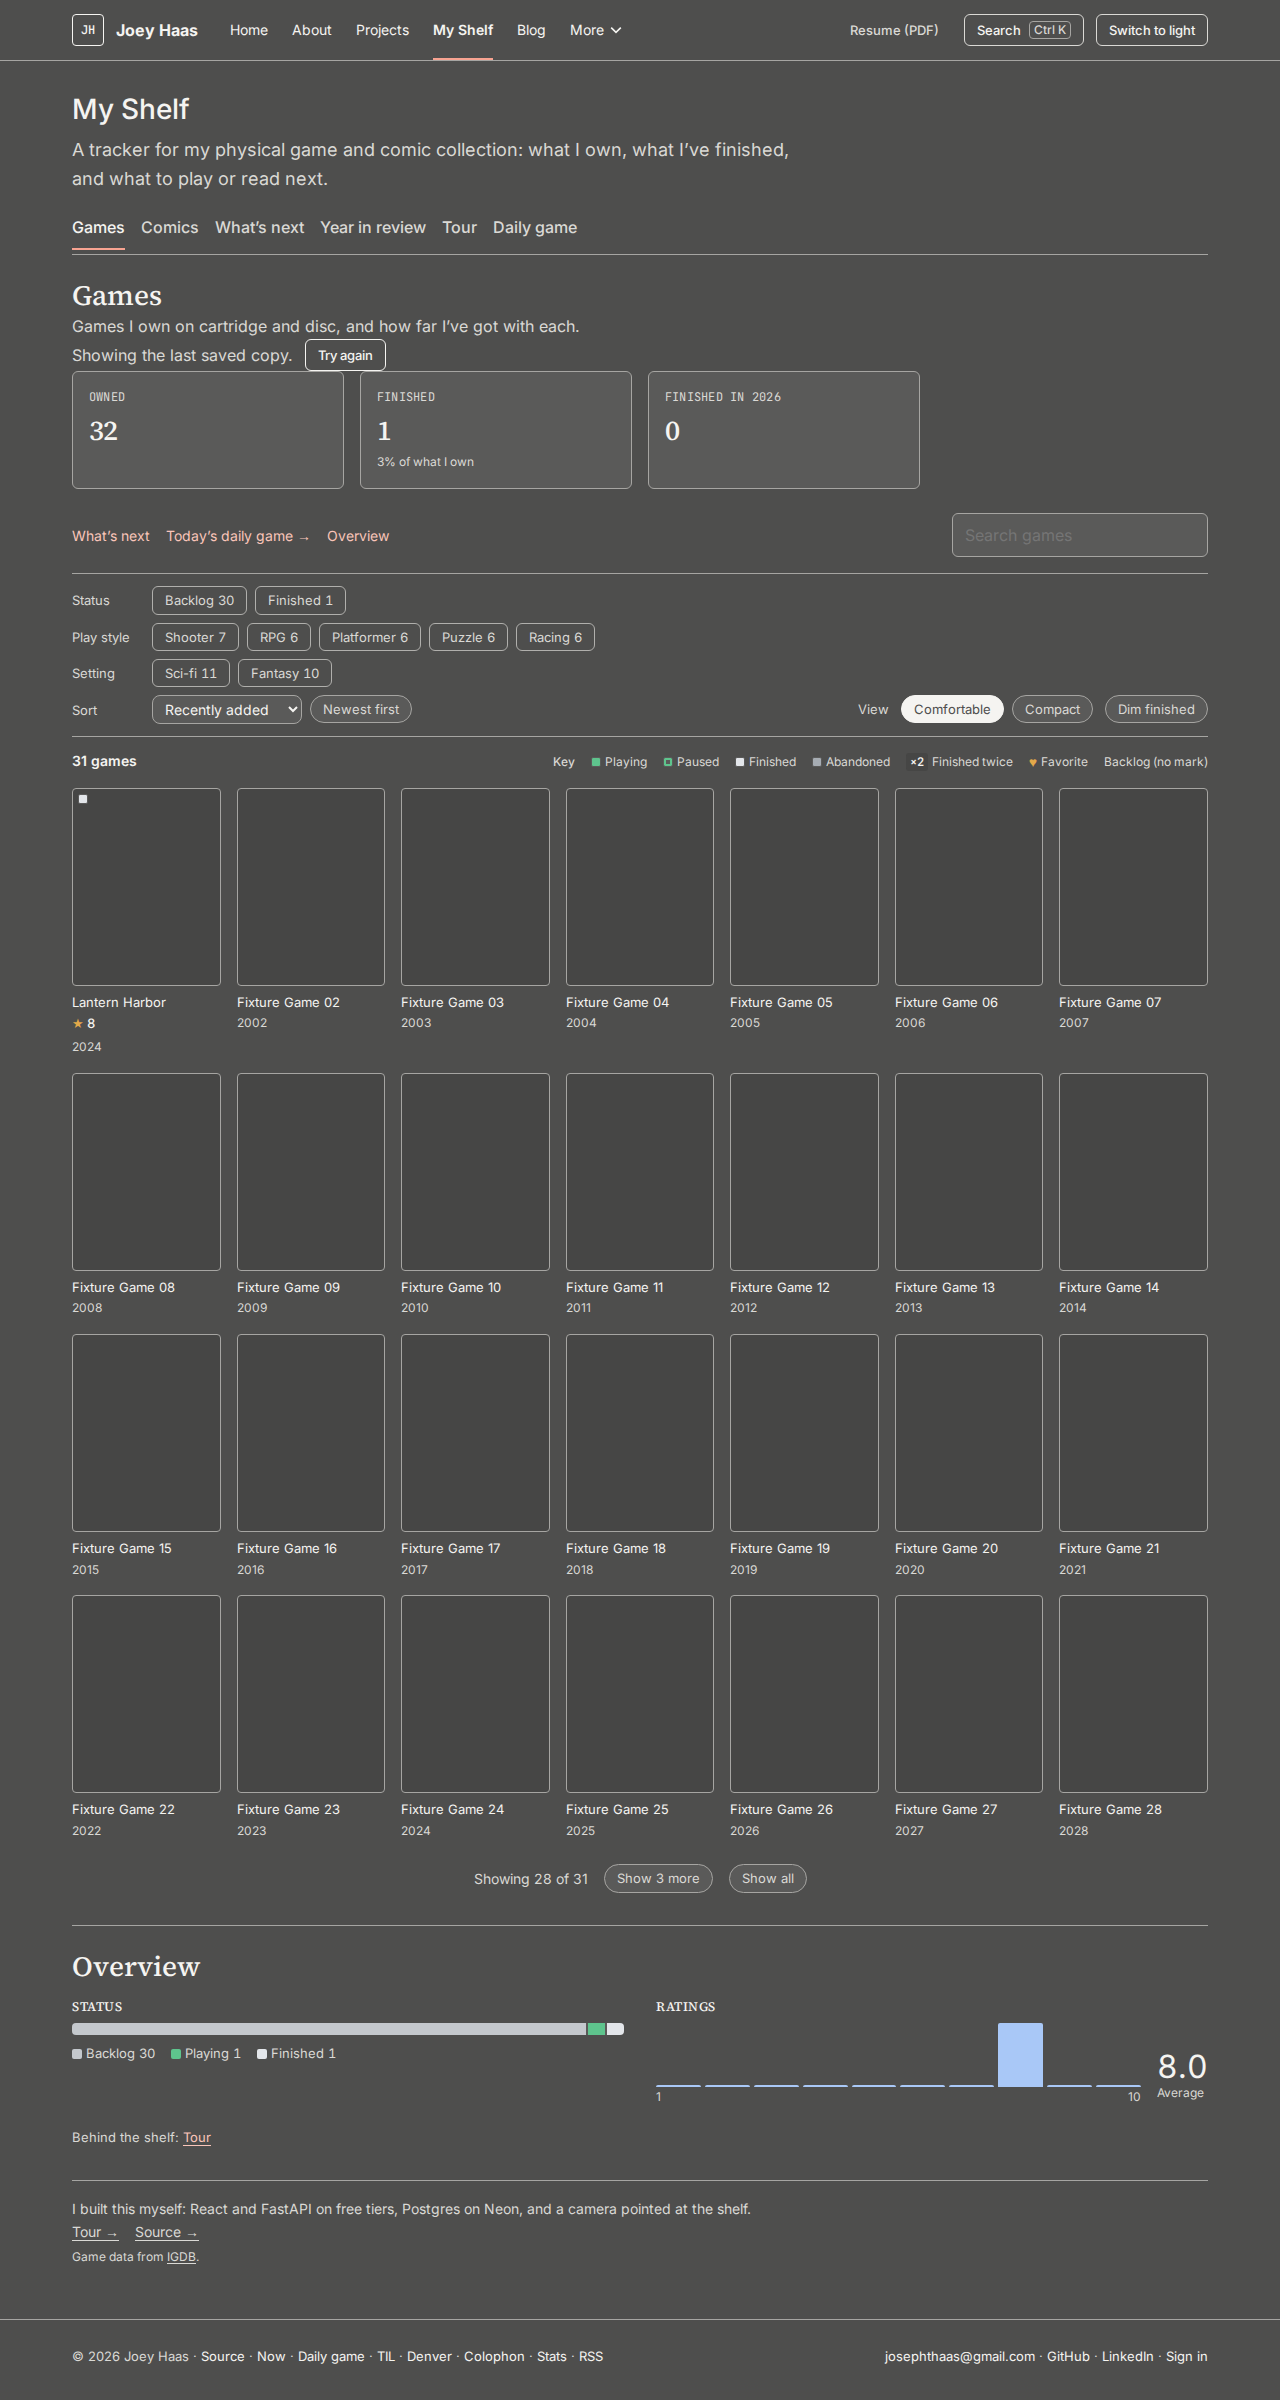 JH Joey Haas Home About Projects My Shelf Blog More Resume (PDF) Search Ctrl K Switch to light
My Shelf
A tracker for my physical game and comic collection: what I own, what I’ve finished,
and what to play or read next.
Games Comics What’s next Year in review Tour Daily game
Games
Games I own on cartridge and disc, and how far I’ve got with each.
Showing the last saved copy. Try again
OWNED FINISHED FINISHED IN 2026
32 1 0
3% of what I own
What’s next Today’s daily game → Overview Search games
Status Backlog 30 Finished 1
Play style Shooter 7 RPG 6 Platformer 6 Puzzle 6 Racing 6
Setting Sci-fi 11 Fantasy 10
Sort Recently added Newest first View Comfortable Compact Dim finished
31 games Key Playing Paused Finished Abandoned ×2 Finished twice ♥ Favorite Backlog (no mark)
Lantern Harbor Fixture Game 02 Fixture Game 03 Fixture Game 04 Fixture Game 05 Fixture Game 06 Fixture Game 07
★ 8 2002 2003 2004 2005 2006 2007
2024
Fixture Game 08 Fixture Game 09 Fixture Game 10 Fixture Game 11 Fixture Game 12 Fixture Game 13 Fixture Game 14
2008 2009 2010 2011 2012 2013 2014
Fixture Game 15 Fixture Game 16 Fixture Game 17 Fixture Game 18 Fixture Game 19 Fixture Game 20 Fixture Game 21
2015 2016 2017 2018 2019 2020 2021
Fixture Game 22 Fixture Game 23 Fixture Game 24 Fixture Game 25 Fixture Game 26 Fixture Game 27 Fixture Game 28
2022 2023 2024 2025 2026 2027 2028
Showing 28 of 31 Show 3 more Show all
Overview
STATUS RATINGS
Backlog 30 Playing 1 Finished 1
8.0
1 10 Average
Behind the shelf: Tour
I built this myself: React and FastAPI on free tiers, Postgres on Neon, and a camera pointed at the shelf.
Tour → Source →
Game data from IGDB.
© 2026 Joey Haas · Source · Now · Daily game · TIL · Denver · Colophon · Stats · RSS josephthaas@gmail.com · GitHub · LinkedIn · Sign in